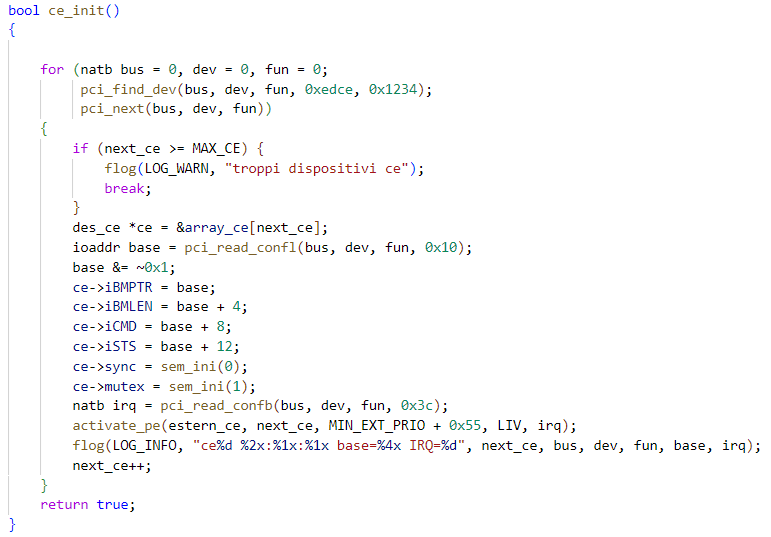 bool ce_init()
{
for (natb bus = 0, dev = 0, fun = 0;
pci_find_dev(bus, dev, fun, 0xedce, 0x1234);
pci_next(bus, dev, fun))
{
if (next_ce >= MAX_CE) {
flog(LOG_WARN, "troppi dispositivi ce");
break;
}
des_ce *ce = &array_ce[next_ce];
ioaddr base = pci_read_confl(bus, dev, fun, 0x10);
base &= ~0x1;
ce->iBMPTR = base;
ce->iBMLEN = base + 4;
ce->iCMD = base + 8;
ce->iSTS = base + 12;
ce->sync = sem_ini(0);
ce->mutex = sem_ini(1);
natb irq = pci_read_confb(bus, dev, fun, 0x3c);
activate_pe(estern_ce, next_ce, MIN_EXT_PRIO + 0x55, LIV, irq);
flog(LOG_INFO, "ce%d %2x:%1x:%1x base=%4x IRQ=%d", next_ce, bus, dev, fun, base, irq);
next_ce++;
}
return true;
}